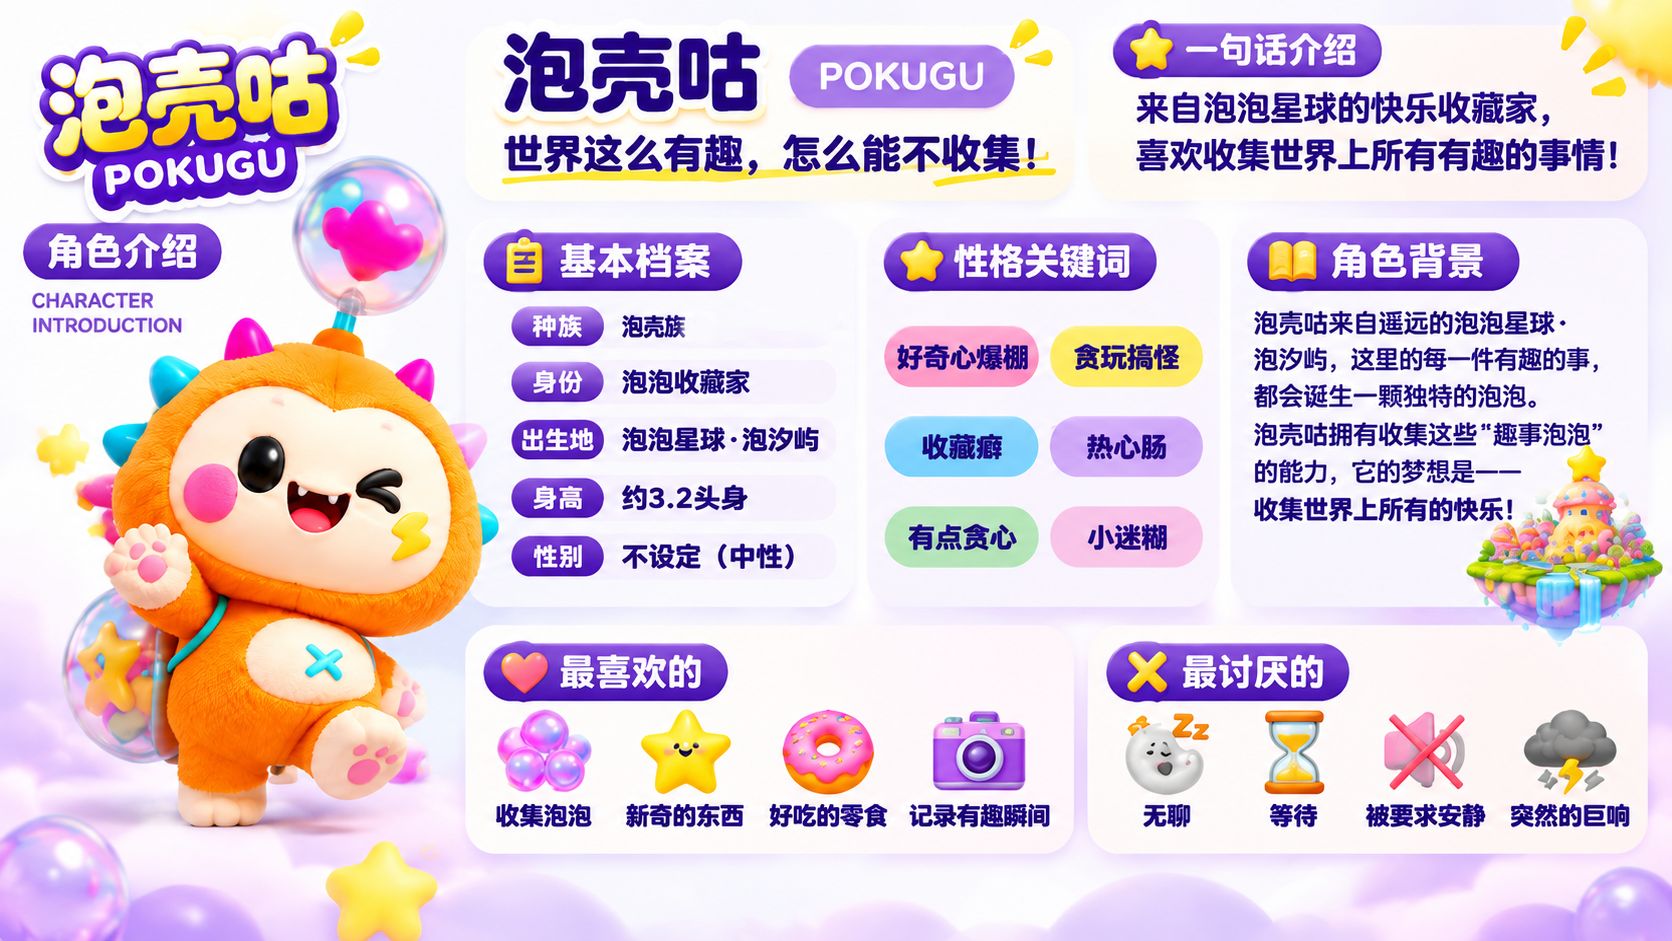 泡壳咕
POKUGU
角色介绍
CHARACTER
INTRODUCTION
泡壳咕
POKUGU
世界这么有趣，怎么能不收集！
一句话介绍
来自泡泡星球的快乐收藏家，
喜欢收集世界上所有有趣的事情！
基本档案
种族 泡壳族
身份 泡泡收藏家
出生地 泡泡星球·泡汐屿
身高 约3.2头身
性别 不设定（中性）
性格关键词
好奇心爆棚 贪玩搞怪
收藏癖 热心肠
有点贪心 小迷糊
角色背景
泡壳咕来自遥远的泡泡星球·
泡汐屿，这里的每一件有趣的事，
都会诞生一颗独特的泡泡。
泡壳咕拥有收集这些“趣事泡泡”
的能力，它的梦想是——
收集世界上所有的快乐！
最喜欢的
收集泡泡 新奇的东西 好吃的零食 记录有趣瞬间
最讨厌的
Zz
无聊 等待 被要求安静 突然的巨响